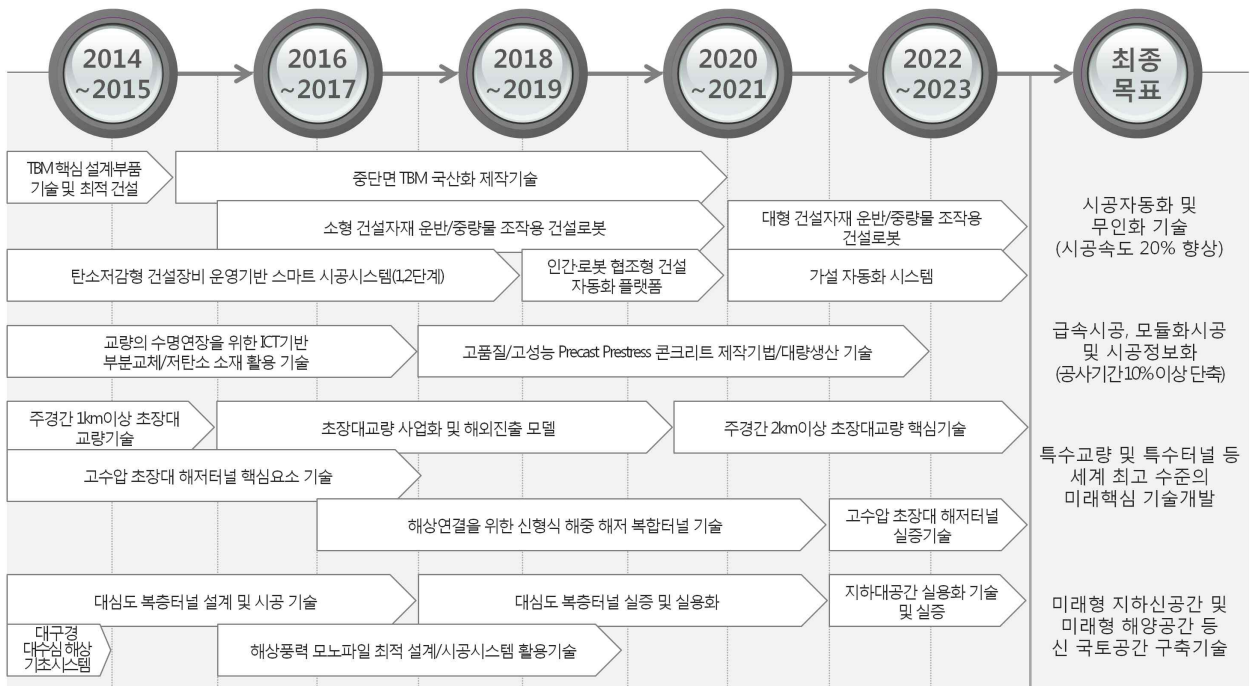 2014
~2015
2016
~2017
2018
~2019
2020
~2021
2022
~2023
최종
목표
TBM 핵심 설계·부품
기술 및 최적 건설
중단면 TBM 국산화 제작기술
소형 건설자재 운반/중량물 조작용 건설로봇
대형 건설자재 운반/중량물 조작용
건설로봇
탄소저감형 건설장비 운영기반 스마트 시공시스템(1,2단계)
인간·로봇 협조형 건설
자동화 플랫폼
가설 자동화 시스템
시공자동화 및
무인화 기술
(시공속도 20% 향상)
교량의 수명연장을 위한 ICT기반
부분교체/저탄소 소재 활용 기술
고품질/고성능 Precast Prestress 콘크리트 제작기법/대량생산 기술
급속시공, 모듈화시공
및 시공정보화
(공사기간10%이상 단축)
주경간 1km이상 초장대
교량기술
초장대교량 사업화 및 해외진출 모델
주경간 2km이상 초장대교량 핵심기술
고수압 초장대 해저터널 핵심요소 기술
해상연결을 위한 신형식 해중 해저 복합터널 기술
고수압 초장대 해저터널
실증기술
특수교량 및 특수터널 등
세계 최고 수준의
미래핵심 기술개발
대심도 복층터널 설계 및 시공 기술
대심도 복층터널 실증 및 실용화
지하대공간 실용화 기술
및 실증
대구경
대수심 해상
기초시스템
해상풍력 모노파일 최적 설계/시공시스템 활용기술
미래형 지하신공간 및
미래형 해양공간 등
신 국토공간 구축기술